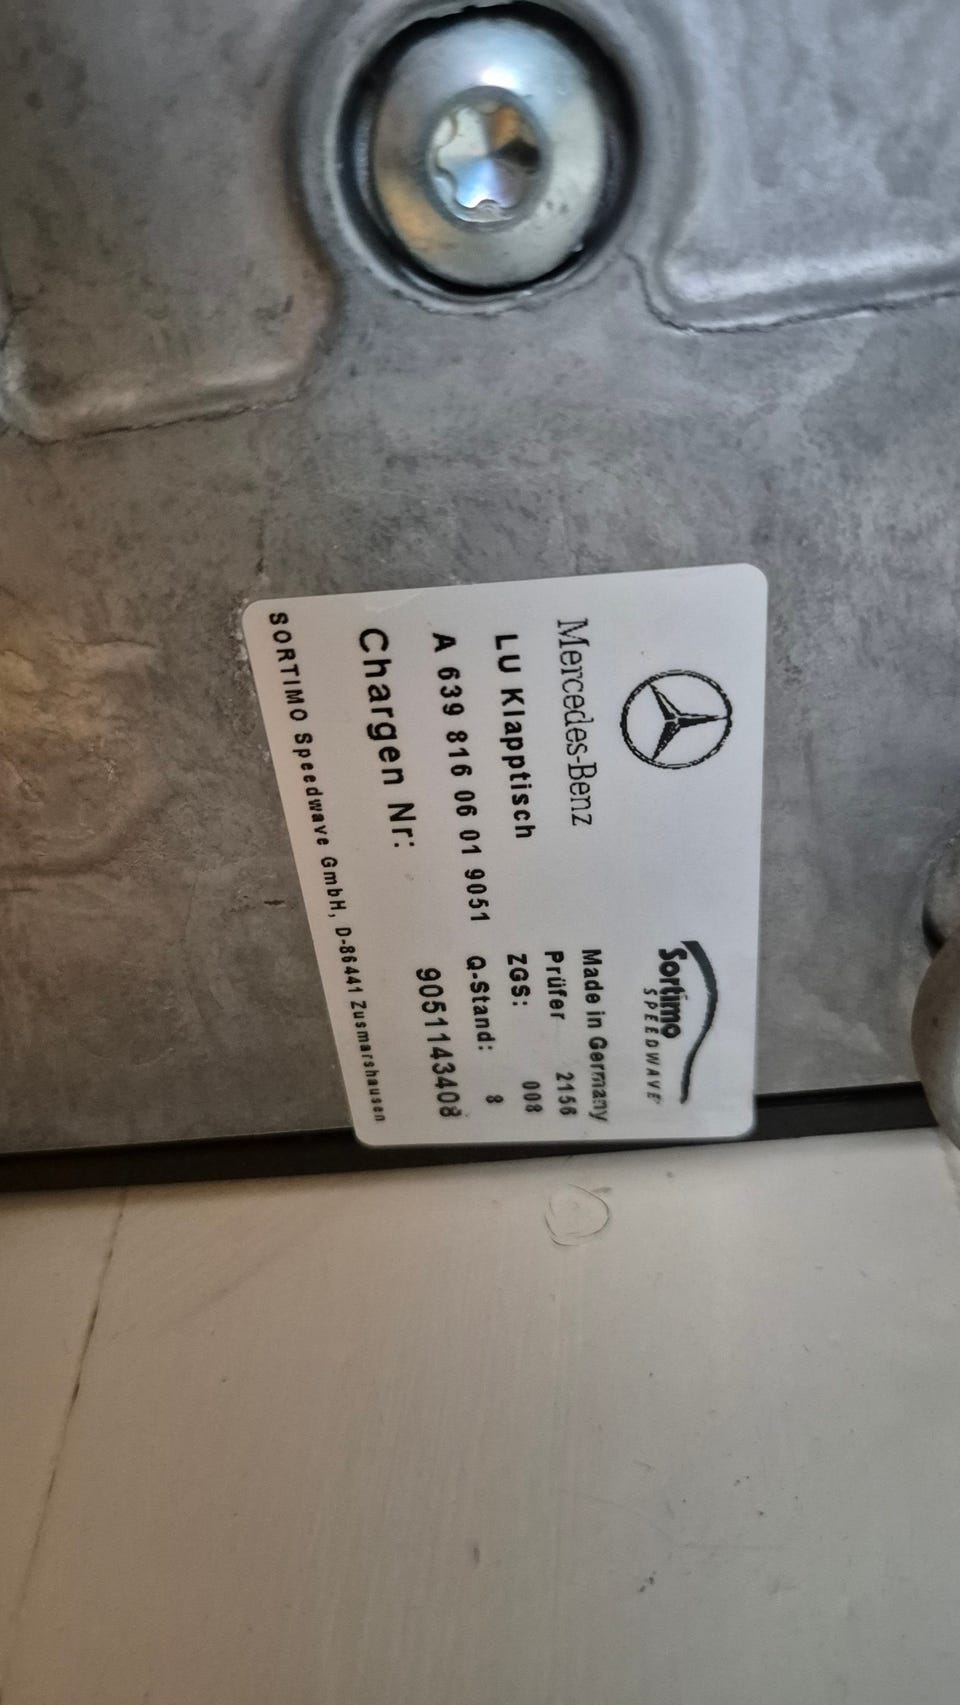 Sortimo
SPEEDWAVE
Mercedes-Benz
Made in Germany
LU Klapptisch
Prüfer 2156
A 639 816 06 01 9051
ZGS: 008
Q-Stand: 8
Chargen Nr: 9051143408
SORTIMO Speedwave GmbH, D-86441 Zusmarshausen